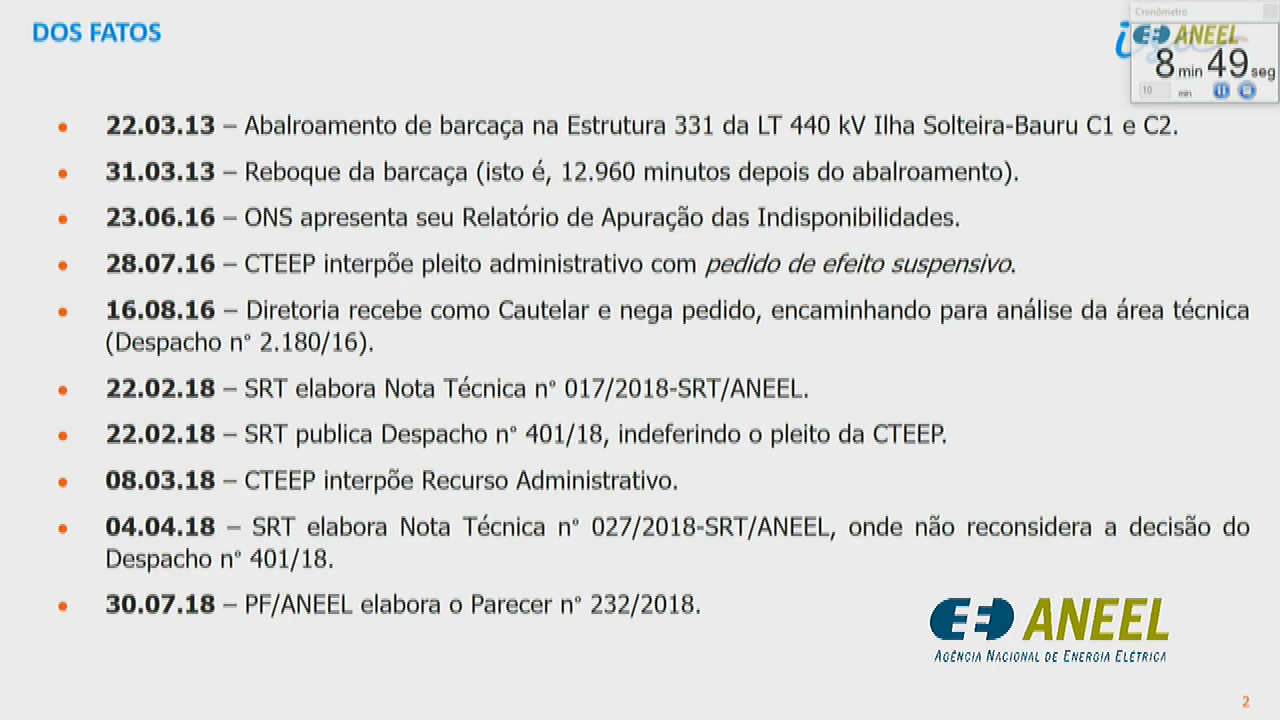 DOS FATOS
Cronômetro
ANEEL
8 min 49 seg
10 min
• 22.03.13 – Abalroamento de barcaça na Estrutura 331 da LT 440 kV Ilha Solteira-Bauru C1 e C2.
• 31.03.13 – Reboque da barcaça (isto é, 12.960 minutos depois do abalroamento).
• 23.06.16 – ONS apresenta seu Relatório de Apuração das Indisponibilidades.
• 28.07.16 – CTEEP interpõe pleito administrativo com pedido de efeito suspensivo.
• 16.08.16 – Diretoria recebe como Cautelar e nega pedido, encaminhando para análise da área técnica
(Despacho n° 2.180/16).
• 22.02.18 – SRT elabora Nota Técnica n° 017/2018-SRT/ANEEL.
• 22.02.18 – SRT publica Despacho n° 401/18, indeferindo o pleito da CTEEP.
• 08.03.18 – CTEEP interpõe Recurso Administrativo.
• 04.04.18 – SRT elabora Nota Técnica n° 027/2018-SRT/ANEEL, onde não reconsidera a decisão do
Despacho n° 401/18.
• 30.07.18 – PF/ANEEL elabora o Parecer n° 232/2018.
ANEEL
AGÊNCIA NACIONAL DE ENERGIA ELÉTRICA
2